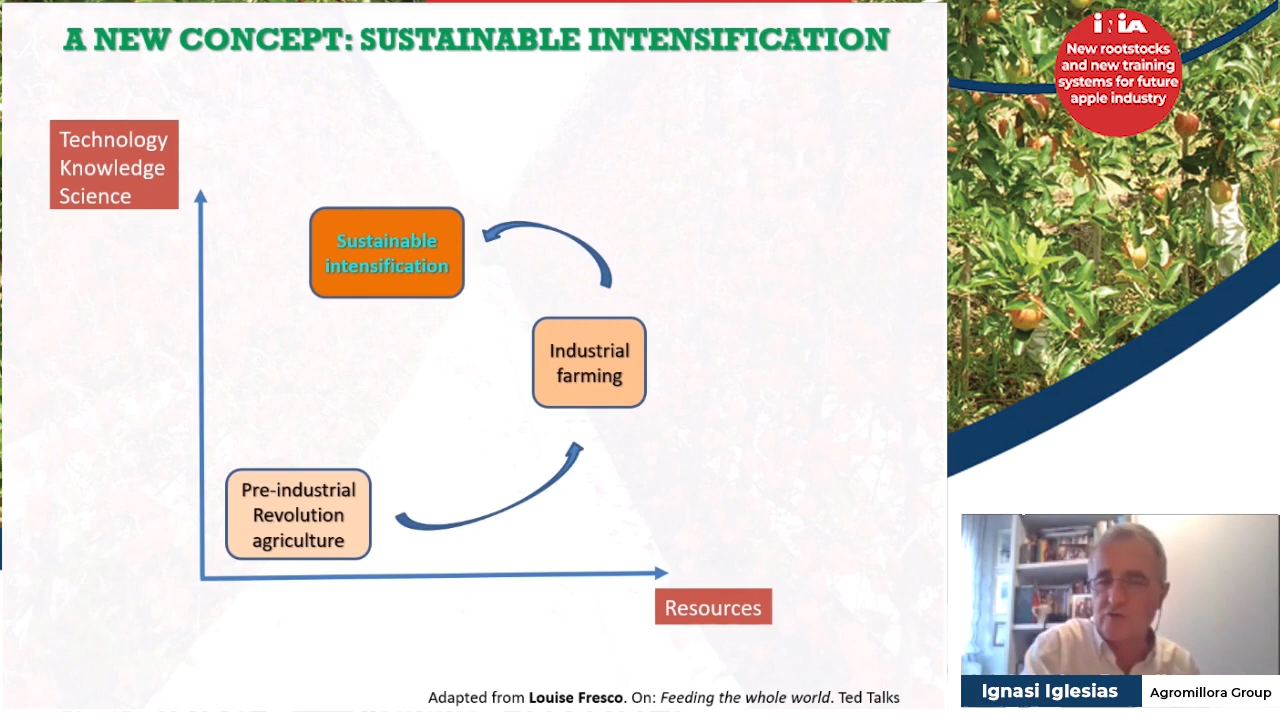 A NEW CONCEPT: SUSTAINABLE INTENSIFICATION
Technology
Knowledge
Science
Sustainable
intensification
Industrial
farming
Pre-industrial
Revolution
agriculture
Resources
Adapted from Louise Fresco. On: Feeding the whole world. Ted Talks
iNiA
New rootstocks
and new training
systems for future
apple industry
Ignasi Iglesias
Agromillora Group